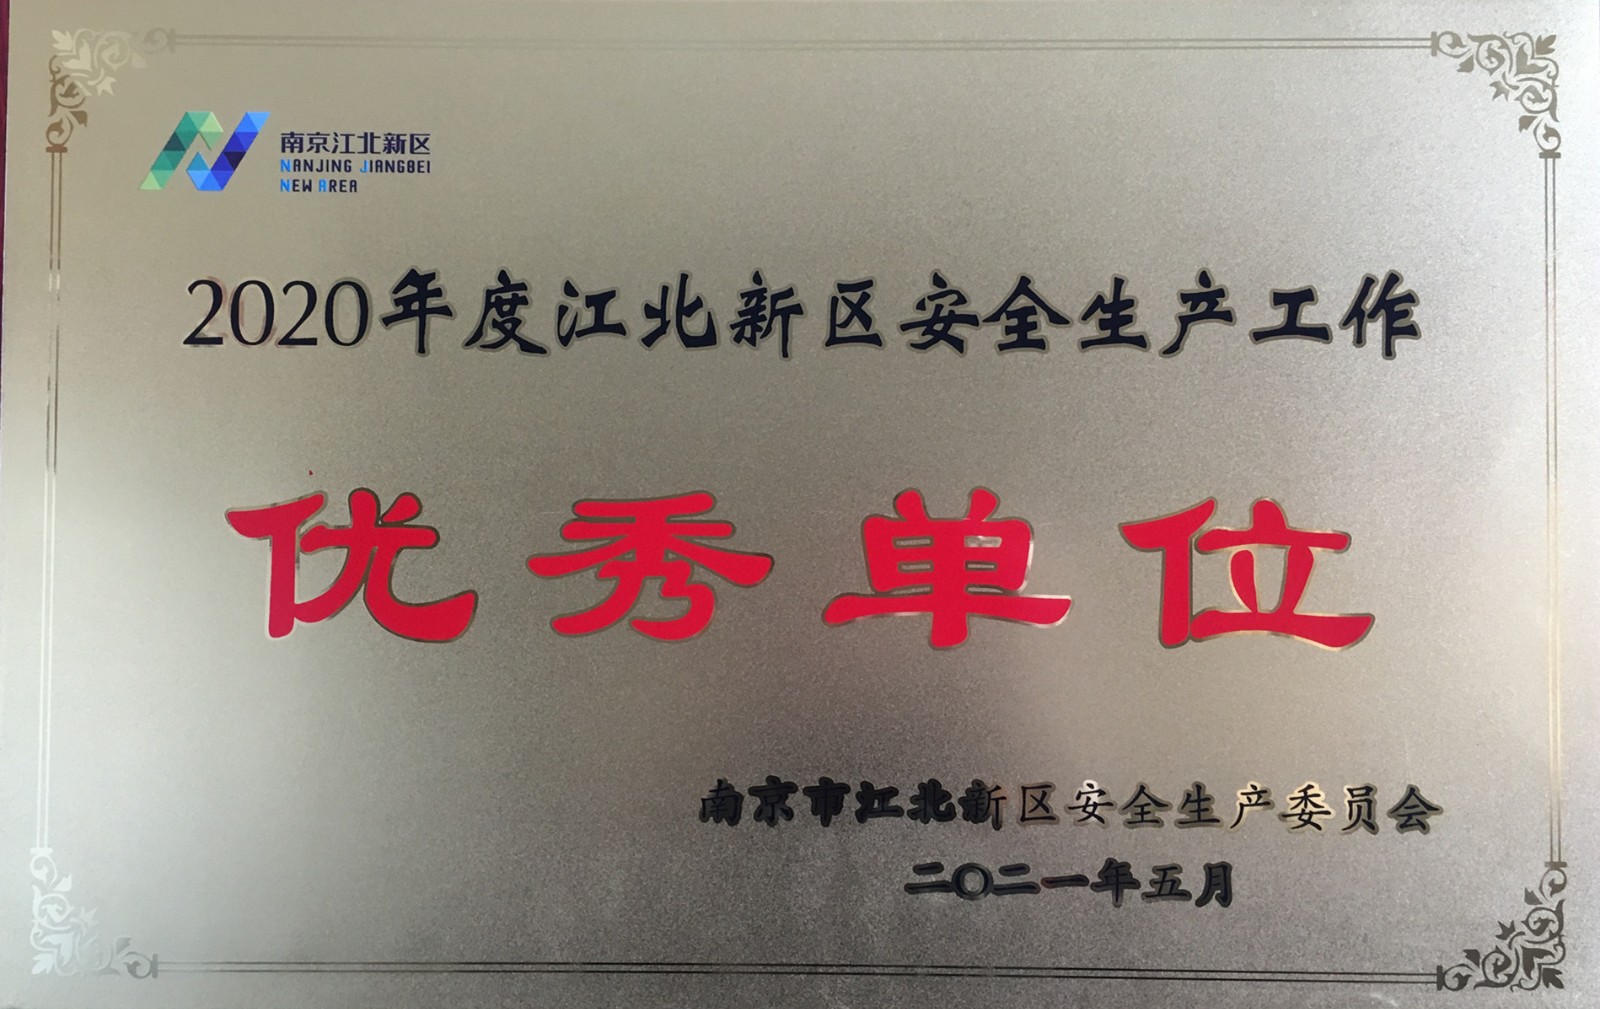 南京江北新区
NANJING JIANGBEI
NEW AREA
2020年度江北新区安全生产工作
优秀单位
南京市江北新区安全生产委员会
二〇二一年五月